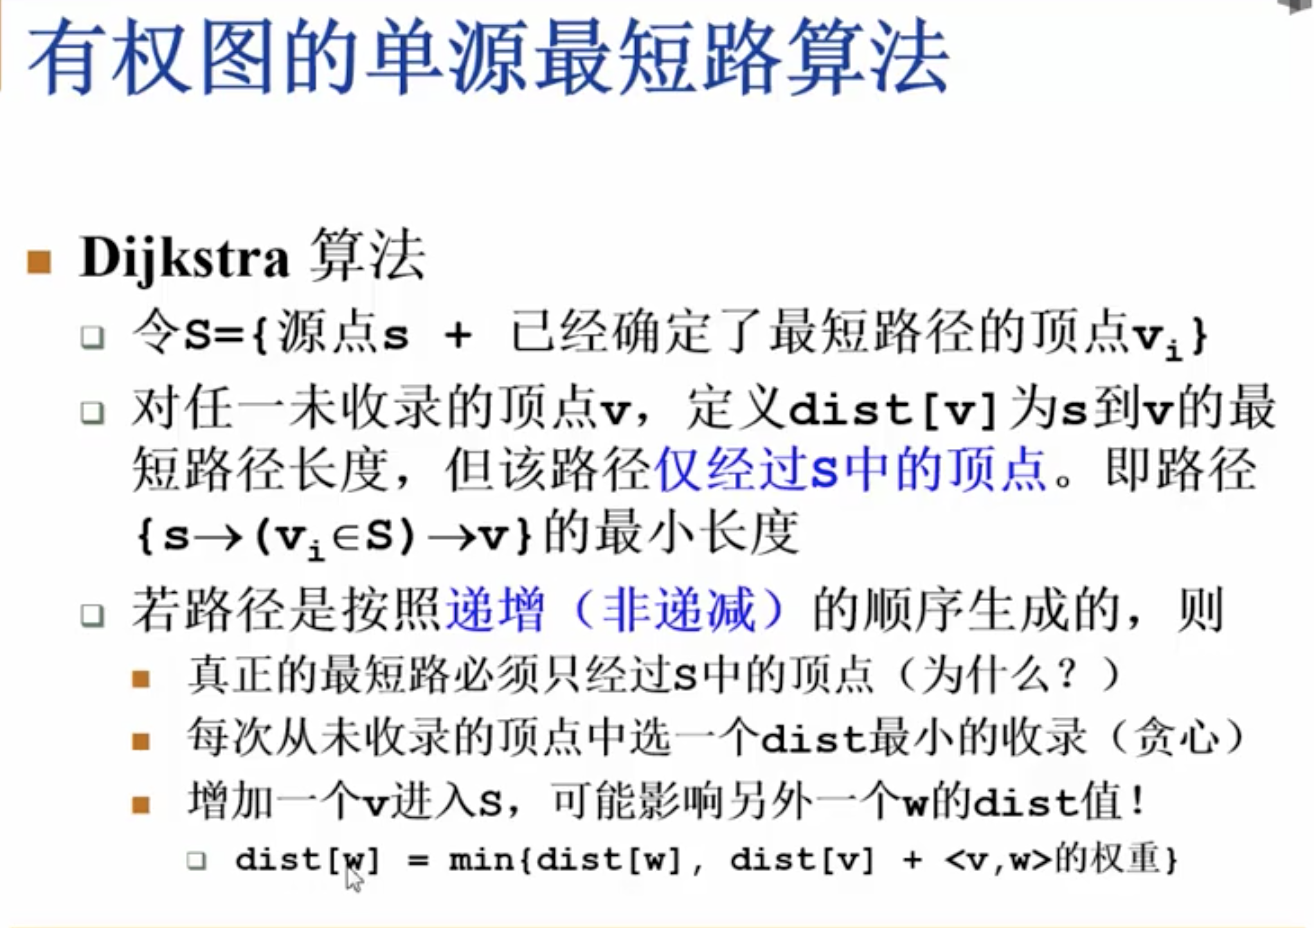 有权图的单源最短路算法
Dijkstra 算法
令S={源点s + 已经确定了最短路径的顶点vi}
对任一未收录的顶点v，定义dist[v]为s到v的最
短路径长度，但该路径仅经过S中的顶点。即路径
{s→(vi∈S)→v}的最小长度
若路径是按照递增（非递减）的顺序生成的，则
真正的最短路必须只经过S中的顶点（为什么？）
每次从未收录的顶点中选一个dist最小的收录（贪心）
增加一个v进入S，可能影响另外一个w的dist值！
dist[w] = min{dist[w], dist[v] + <v,w>的权重}